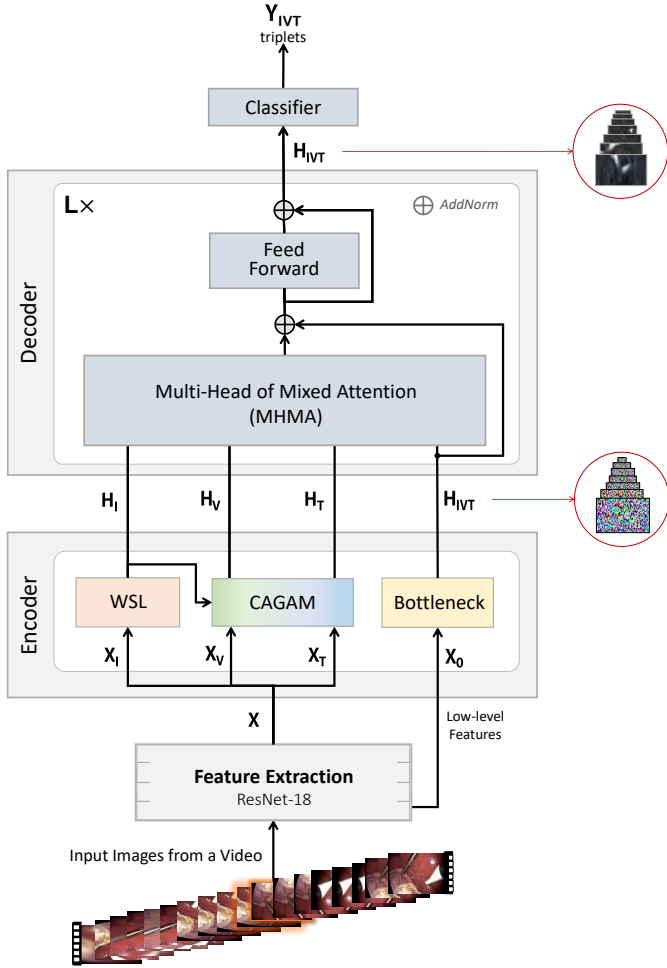 Y_IVT
triplets
Classifier
H_IVT
L×
⊕ AddNorm
Feed
Forward
Decoder
Multi-Head of Mixed Attention
(MHMA)
H_I H_V H_T H_IVT
Encoder
WSL CAGAM Bottleneck
X_I X_V X_T X_0
X
Low-level
Features
Feature Extraction
ResNet-18
Input Images from a Video